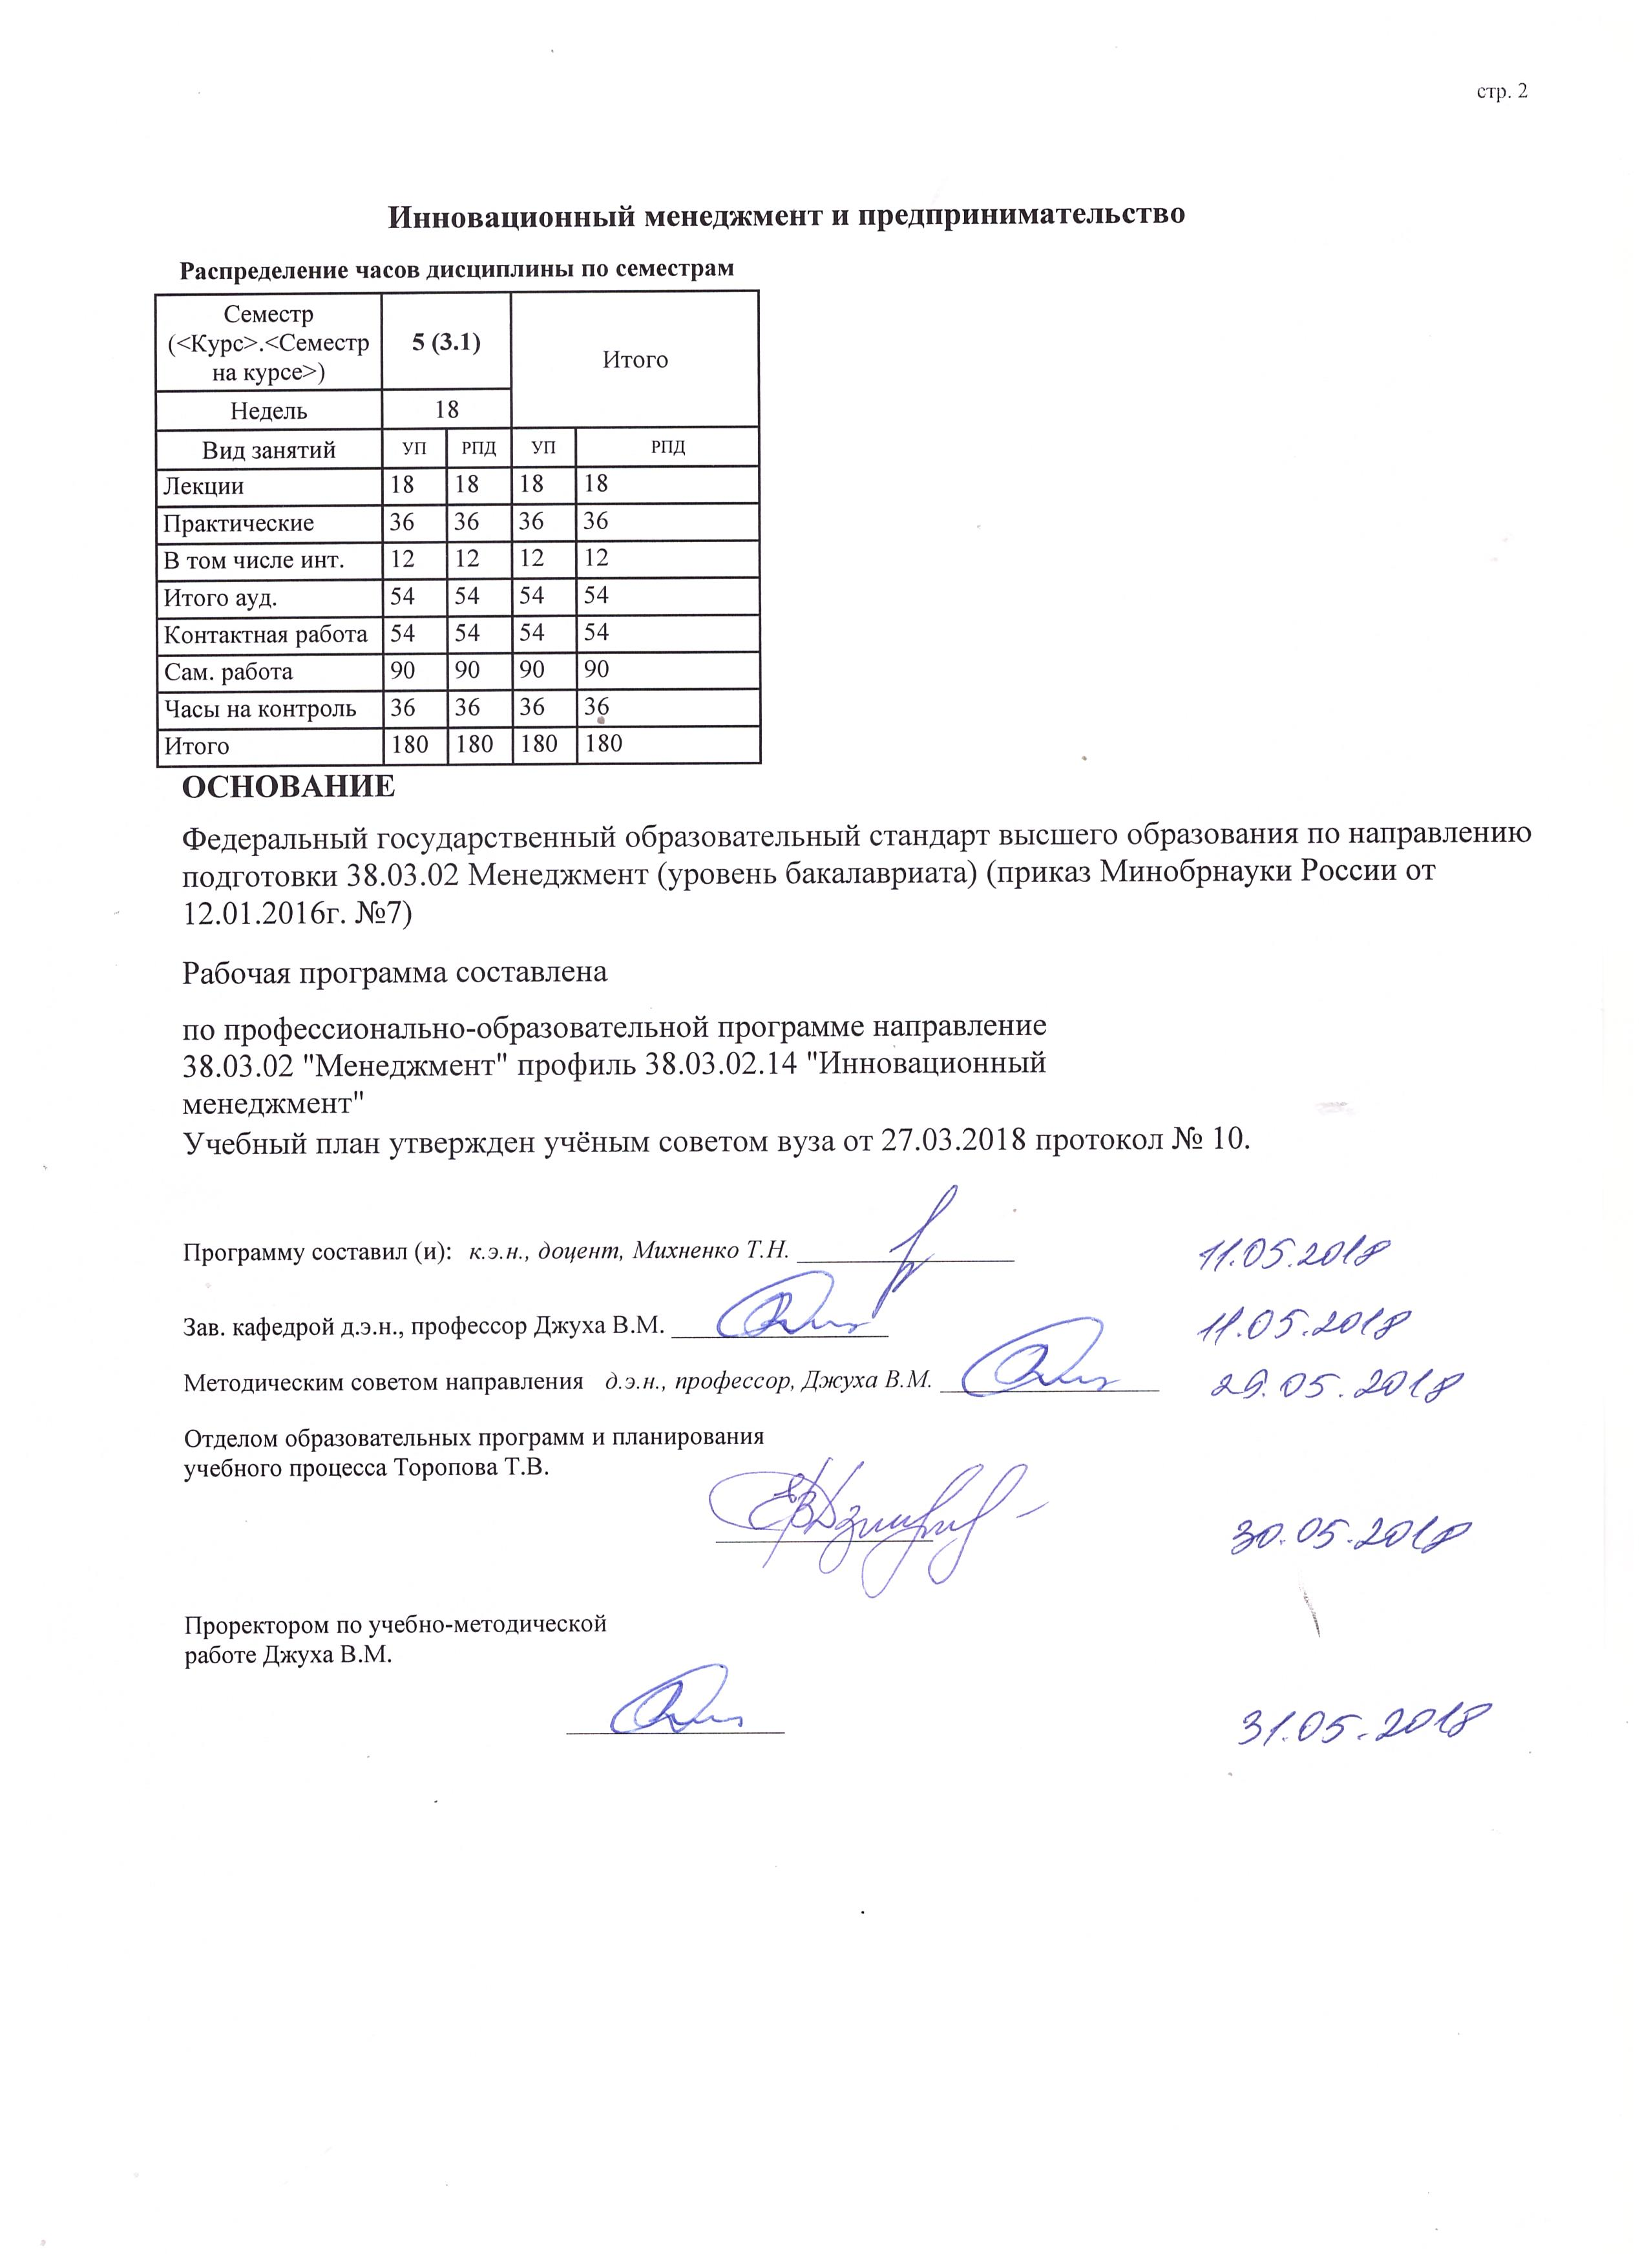 стр. 2
Инновационный менеджмент и предпринимательство
Распределение часов дисциплины по семестрам
Семестр
(<Курс>.<Семестр
на курсе>)
5 (3.1)
Итого
Недель 18
Вид занятий УП РПД УП РПД
Лекции 18 18 18 18
Практические 36 36 36 36
В том числе инт. 12 12 12 12
Итого ауд. 54 54 54 54
Контактная работа 54 54 54 54
Сам. работа 90 90 90 90
Часы на контроль 36 36 36 36
Итого 180 180 180 180
ОСНОВАНИЕ
Федеральный государственный образовательный стандарт высшего образования по направлению
подготовки 38.03.02 Менеджмент (уровень бакалавриата) (приказ Минобрнауки России от
12.01.2016г. №7)
Рабочая программа составлена
по профессионально-образовательной программе направление
38.03.02 "Менеджмент" профиль 38.03.02.14 "Инновационный
менеджмент"
Учебный план утвержден учёным советом вуза от 27.03.2018 протокол № 10.
Программу составил (и): к.э.н., доцент, Михненко Т.Н. 11.05.2018
Зав. кафедрой д.э.н., профессор Джуха В.М. 11.05.2018
Методическим советом направления д.э.н., профессор, Джуха В.М. 29.05.2018
Отделом образовательных программ и планирования
учебного процесса Торопова Т.В.
30.05.2018
Проректором по учебно-методической
работе Джуха В.М.
31.05.2018